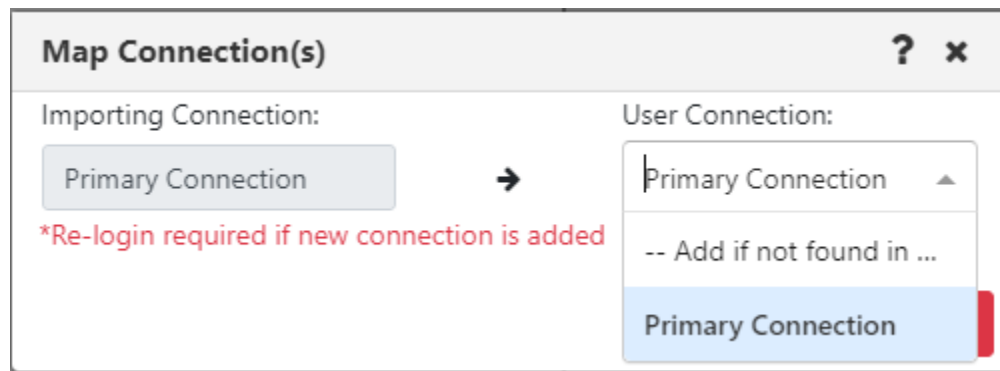 Map Connection(s) ? ×
Importing Connection:
User Connection:
Primary Connection → Primary Connection
*Re-login required if new connection is added
-- Add if not found in ...
Primary Connection